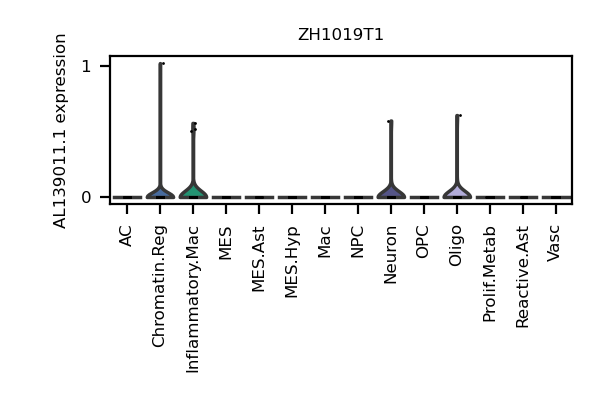 ZH1019T1
AL139011.1 expression
1
0
AC
Chromatin.Reg
Inflammatory.Mac
MES
MES.Ast
MES.Hyp
Mac
NPC
Neuron
OPC
Oligo
Prolif.Metab
Reactive.Ast
Vasc